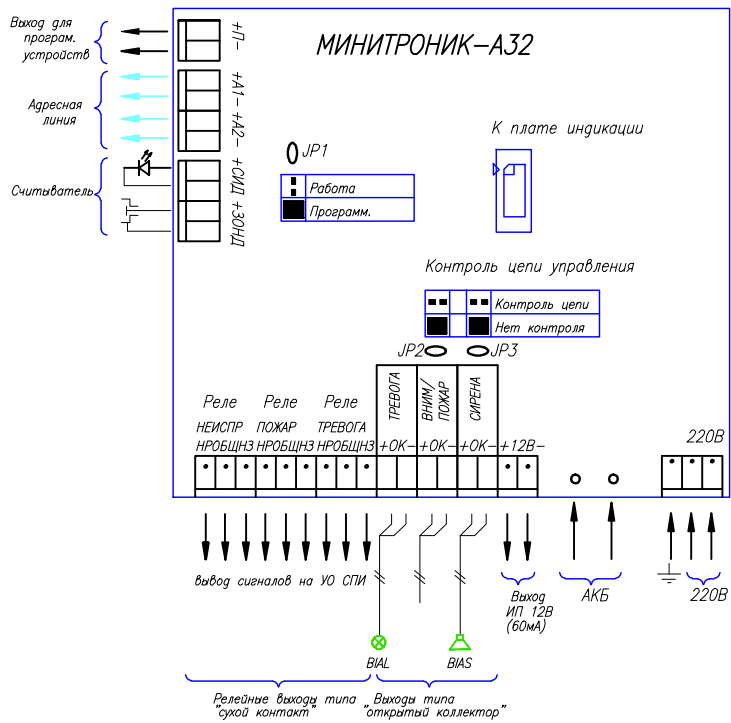 Выход для
програм.
устройств
+П-
МИНИТРОНИК-А32
Адресная
линия
+А1-+А2-
К плате индикации
JP1
Считыватель
+СИД +ЗОНД
Работа
Программ.
Контроль цепи управления
Контроль цепи
Нет контроля
JP2
JP3
ТРЕВОГА
ВНИМ/
ПОЖАР
СИРЕНА
Реле Реле Реле
НЕИСПР ПОЖАР ТРЕВОГА
НРОБЩНЗ НРОБЩНЗ НРОБЩНЗ +ОК- +ОК- +ОК- +12В-
220В
вывод сигналов на УО СПИ
Выход
ИП 12В
(60мА)
АКБ
220В
BIAL
BIAS
Релейные выходы типа
"сухой контакт"
Выходы типа
"открытый коллектор"